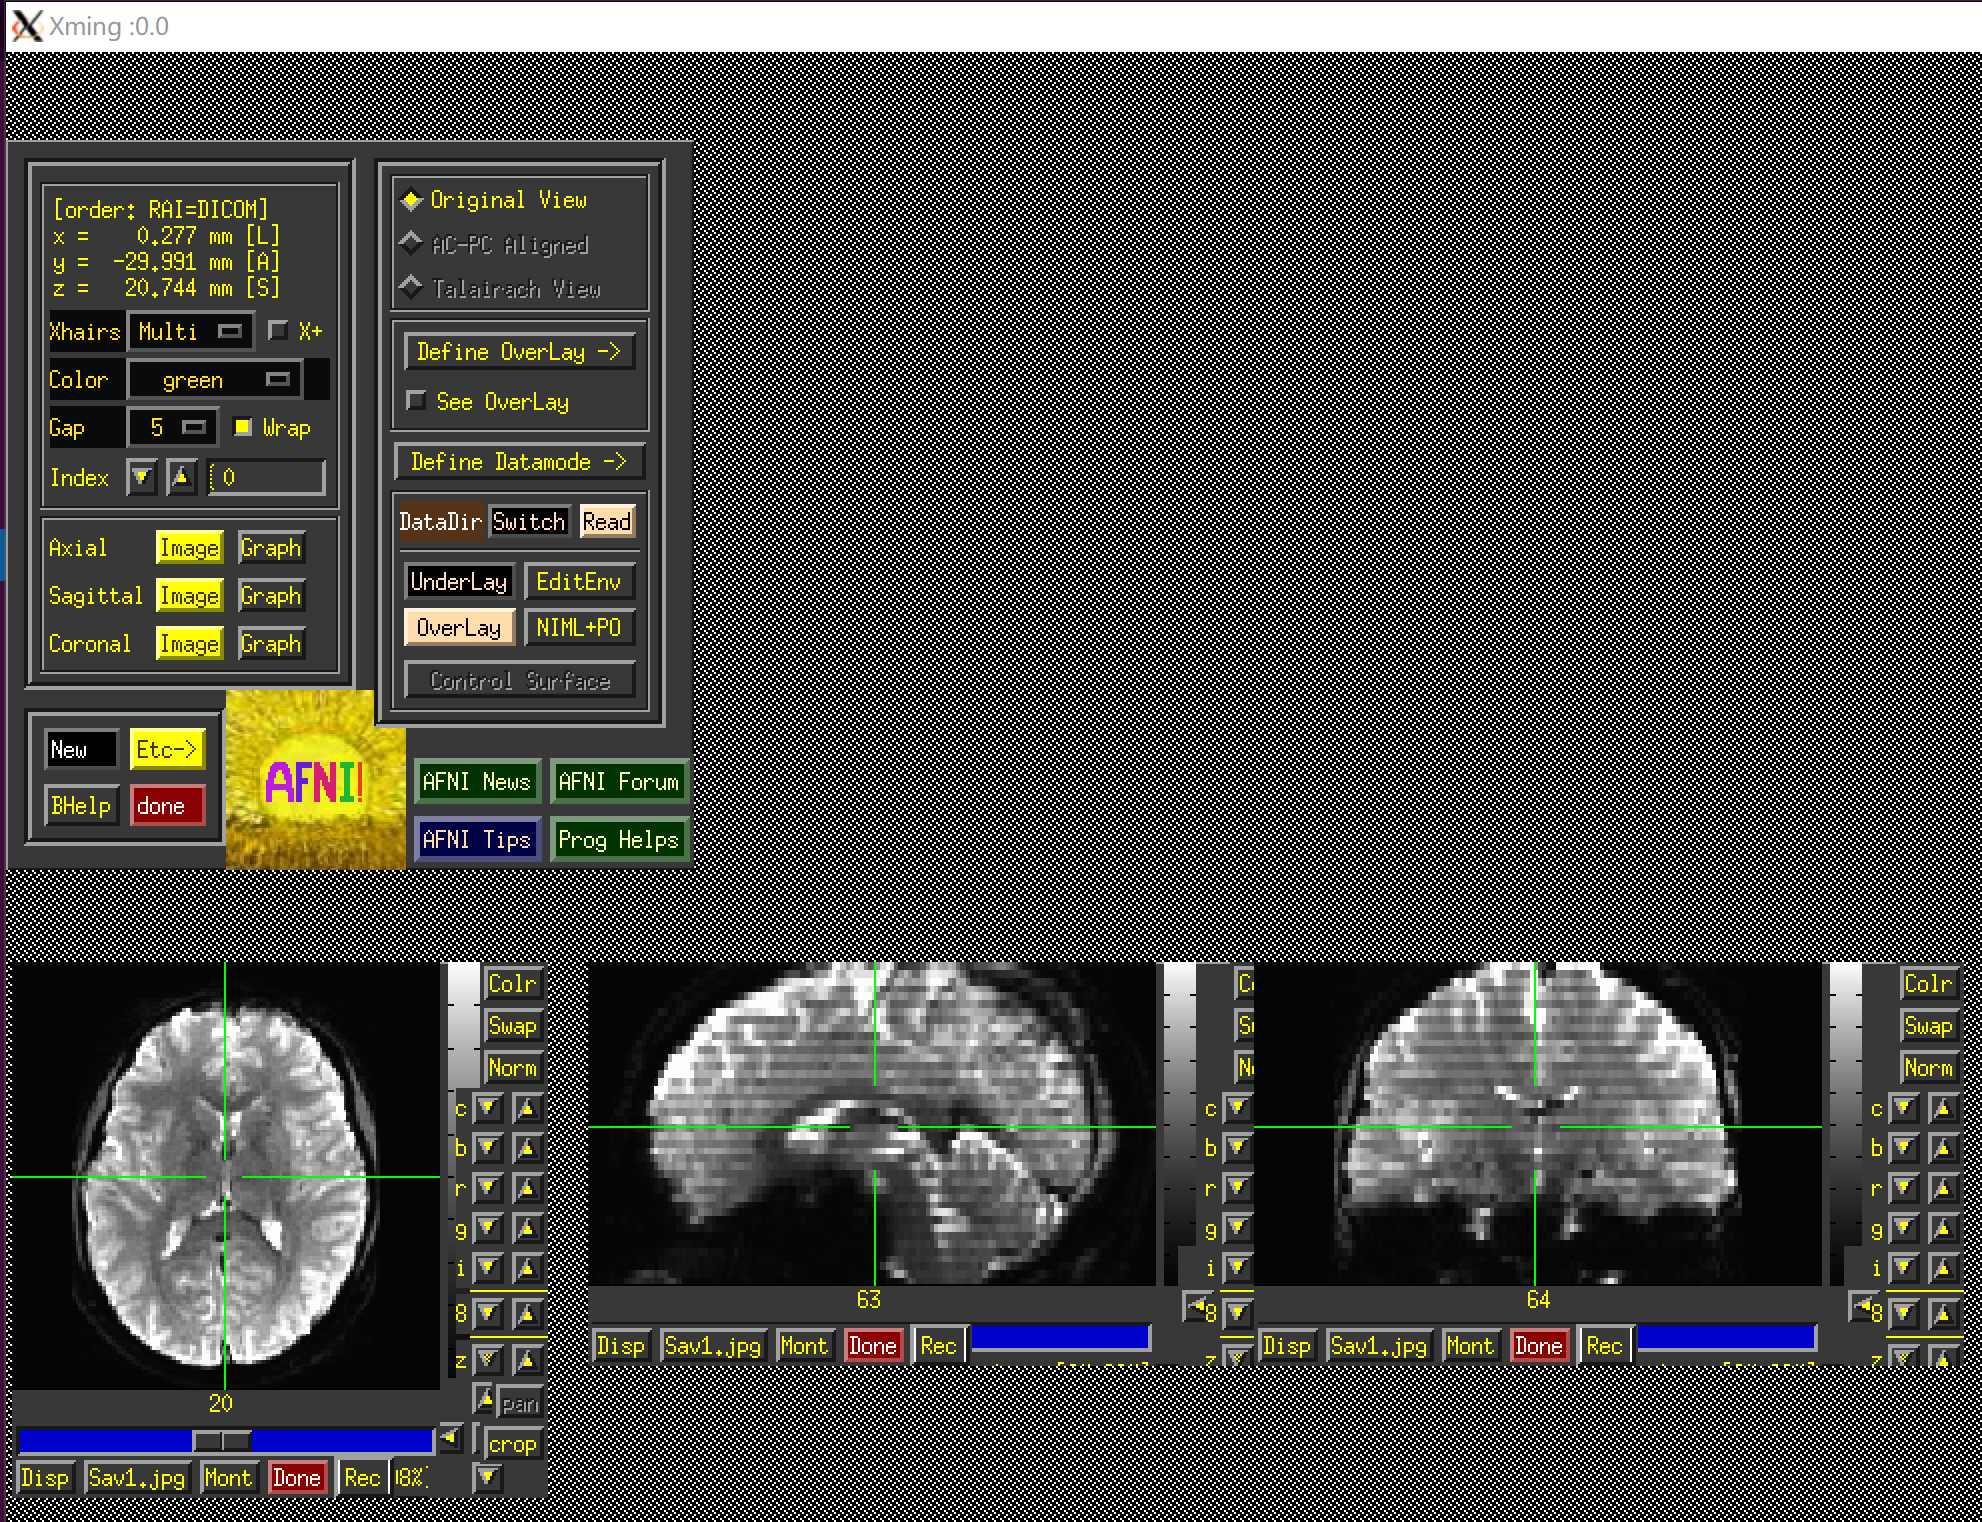 Xming :0.0
[order: RAI=DICOM]
x = 0.277 mm [L]
y = -29.991 mm [A]
z = 20.744 mm [S]
Xhairs Multi X+
Color green
Gap 5 Wrap
Index 0
Axial Image Graph
Sagittal Image Graph
Coronal Image Graph
New Etc->
BHelp done
AFNI!
Original View
AC-PC Aligned
Talairach View
Define OverLay ->
See OverLay
Define Datamode ->
DataDir Switch Read
UnderLay EditEnv
OverLay NIML+PO
Control Surface
AFNI News AFNI Forum
AFNI Tips Prog Helps
Colr
Swap
Norm
c
b
r
g
i
8
z
pan
crop
20
Disp Sav1.jpg Mont Done Rec
c
b
r
g
i
8
63
Disp Sav1.jpg Mont Done Rec
Colr
Swap
Norm
c
b
r
g
i
8
64
Disp Sav1.jpg Mont Done Rec